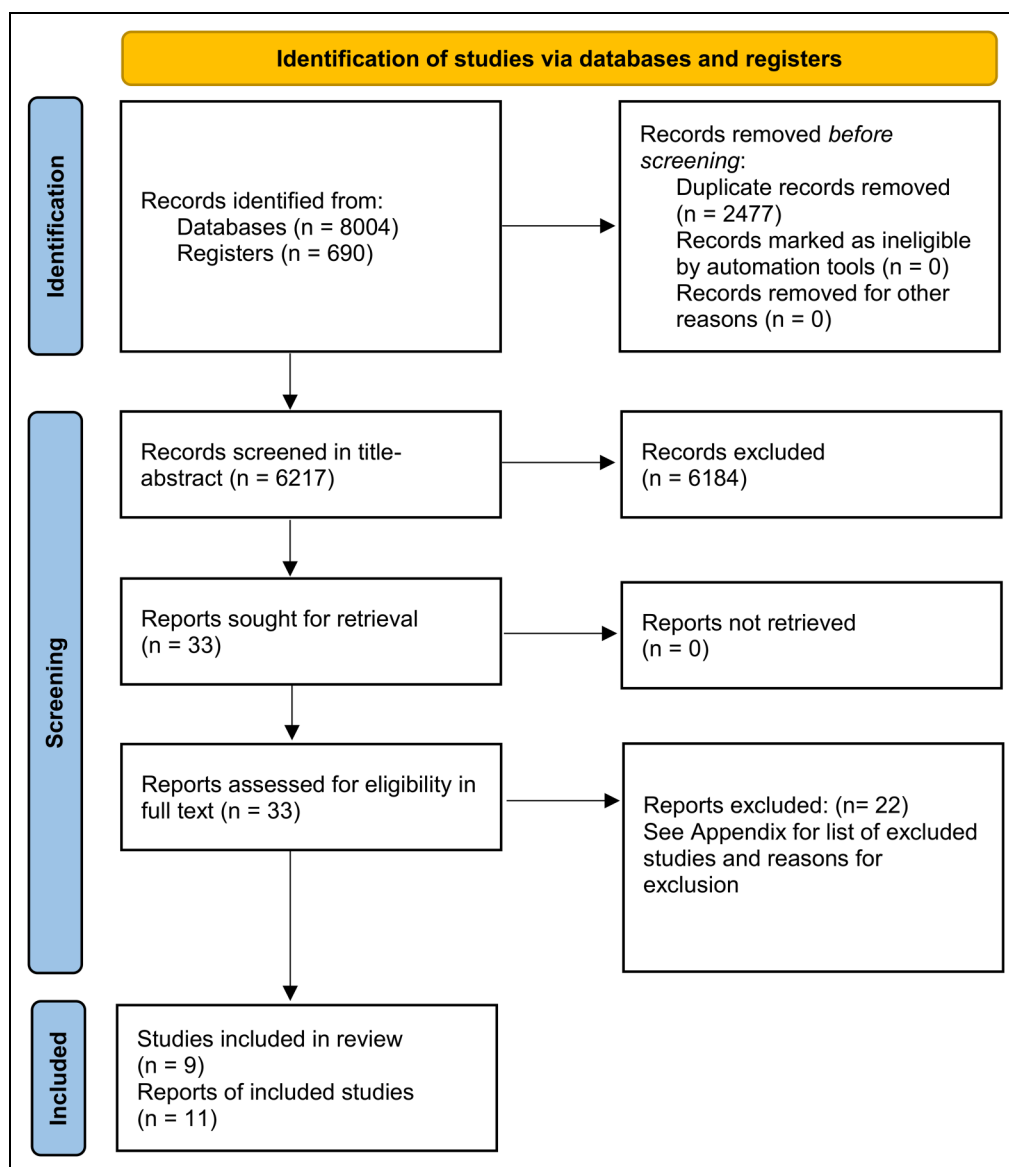 Identification of studies via databases and registers
Identification
Records identified from:
Databases (n = 8004)
Registers (n = 690)
Records removed before
screening:
Duplicate records removed
(n = 2477)
Records marked as ineligible
by automation tools (n = 0)
Records removed for other
reasons (n = 0)
Screening
Records screened in title-
abstract (n = 6217)
Records excluded
(n = 6184)
Reports sought for retrieval
(n = 33)
Reports not retrieved
(n = 0)
Reports assessed for eligibility in
full text (n = 33)
Reports excluded: (n= 22)
See Appendix for list of excluded
studies and reasons for
exclusion
Included
Studies included in review
(n = 9)
Reports of included studies
(n = 11)